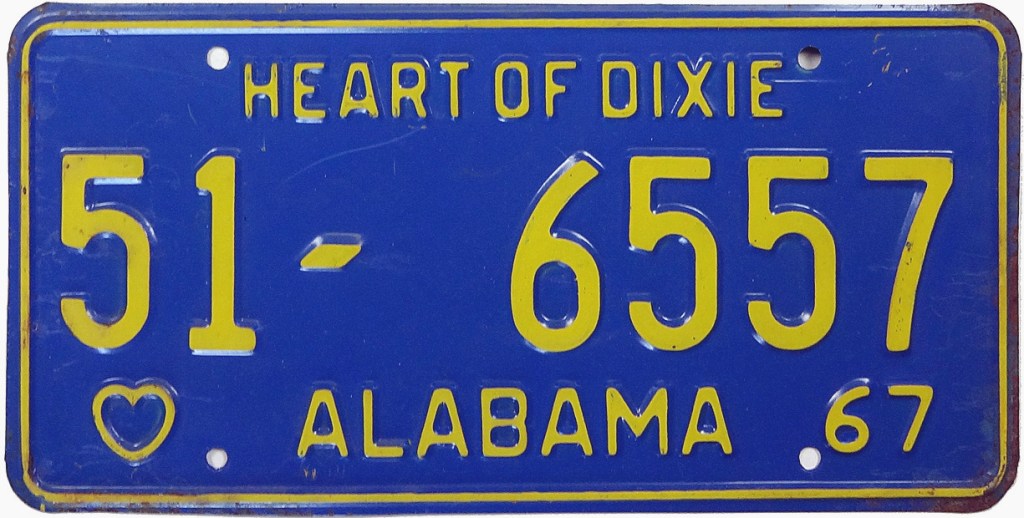 HEART OF DIXIE
51-6557
ALABAMA 67